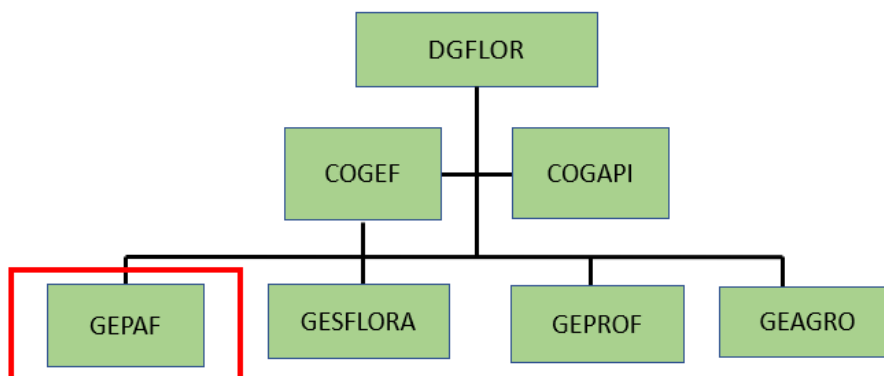 DGFLOR
COGEF
COGAPI
GEPAF
GESFLORA
GEPROF
GEAGRO